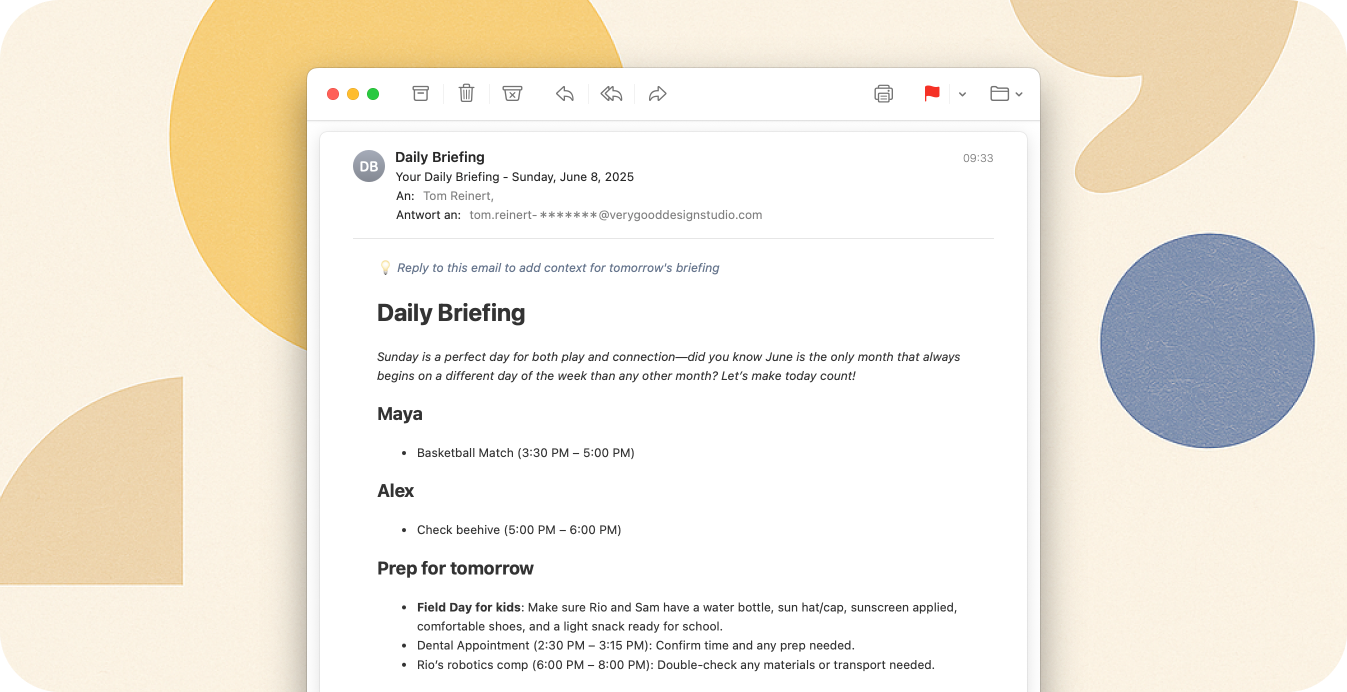 DB
Daily Briefing
09:33
Your Daily Briefing - Sunday, June 8, 2025
An: Tom Reinert,
Antwort an: tom.reinert-*******@verygooddesignstudio.com
💡 Reply to this email to add context for tomorrow's briefing
Daily Briefing
Sunday is a perfect day for both play and connection—did you know June is the only month that always
begins on a different day of the week than any other month? Let's make today count!
Maya
• Basketball Match (3:30 PM – 5:00 PM)
Alex
• Check beehive (5:00 PM – 6:00 PM)
Prep for tomorrow
• Field Day for kids: Make sure Rio and Sam have a water bottle, sun hat/cap, sunscreen applied,
comfortable shoes, and a light snack ready for school.
• Dental Appointment (2:30 PM – 3:15 PM): Confirm time and any prep needed.
• Rio's robotics comp (6:00 PM – 8:00 PM): Double-check any materials or transport needed.